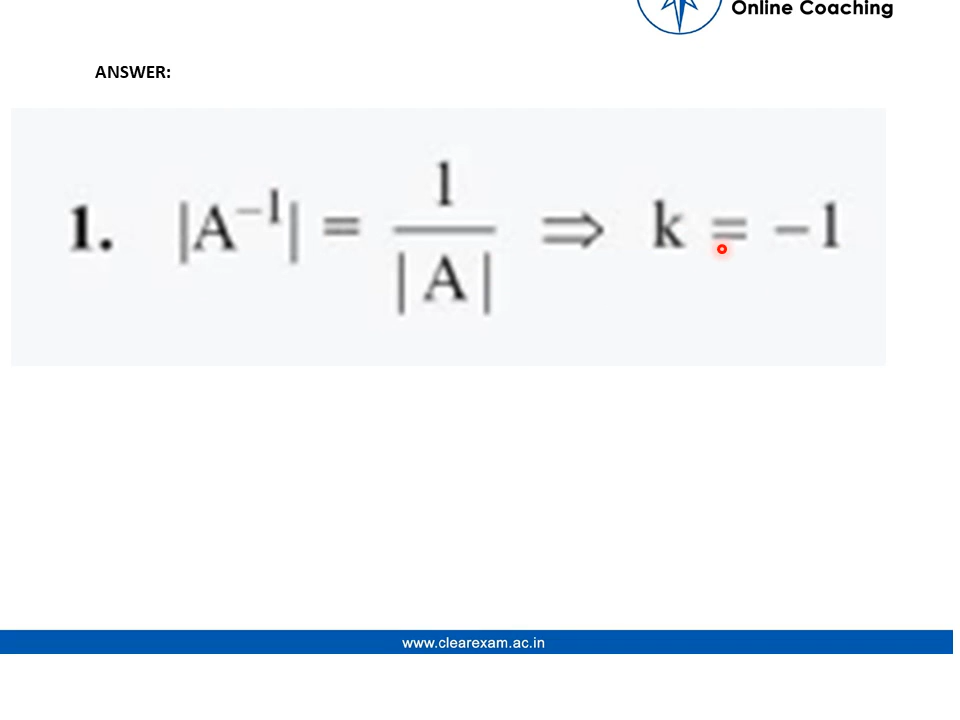 Online Coaching
ANSWER:
1. |A⁻¹| = 1/|A| ⇒ k = −1
www.clearexam.ac.in